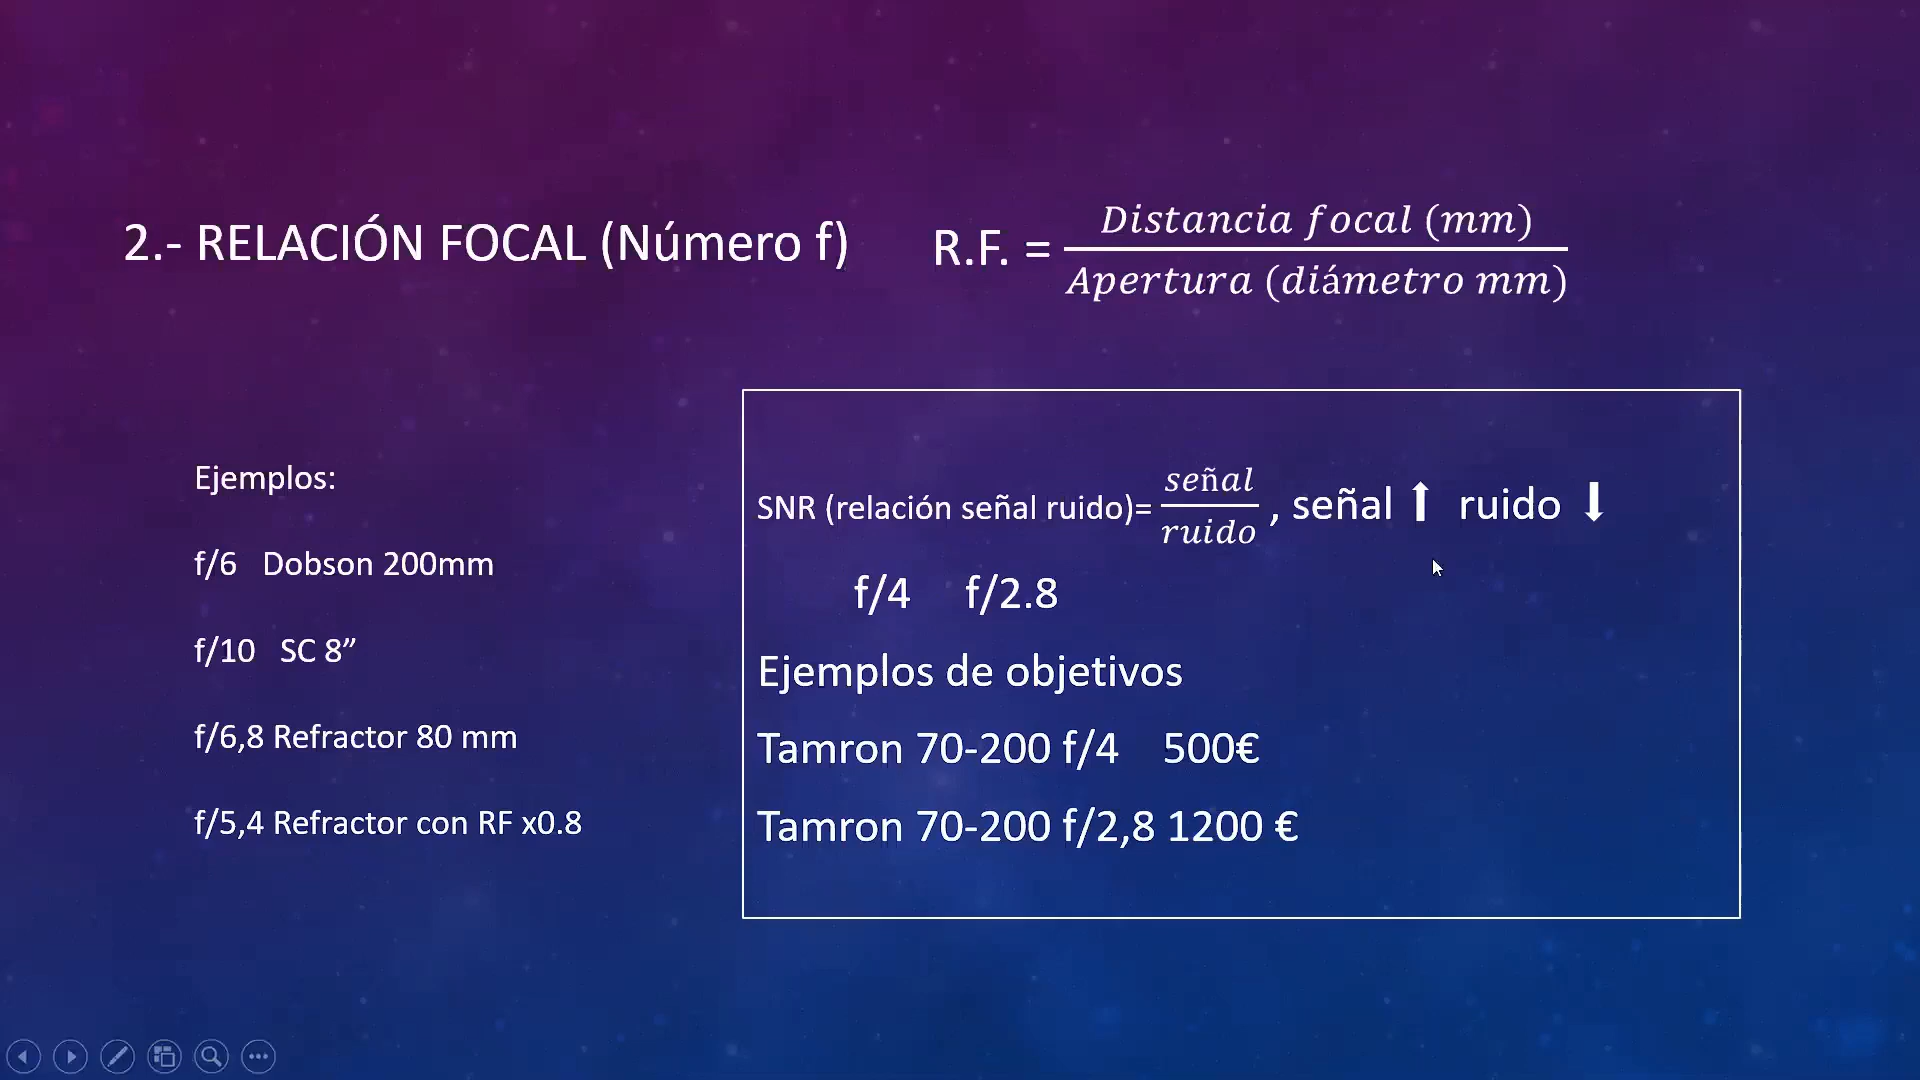 2.- RELACIÓN FOCAL (Número f)
R.F. = Distancia focal (mm) / Apertura (diámetro mm)
Ejemplos:
f/6 Dobson 200mm
f/10 SC 8”
f/6,8 Refractor 80 mm
f/5,4 Refractor con RF x0.8
SNR (relación señal ruido)= señal / ruido , señal ⬆ ruido ⬇
f/4 f/2.8
Ejemplos de objetivos
Tamron 70-200 f/4 500€
Tamron 70-200 f/2,8 1200 €